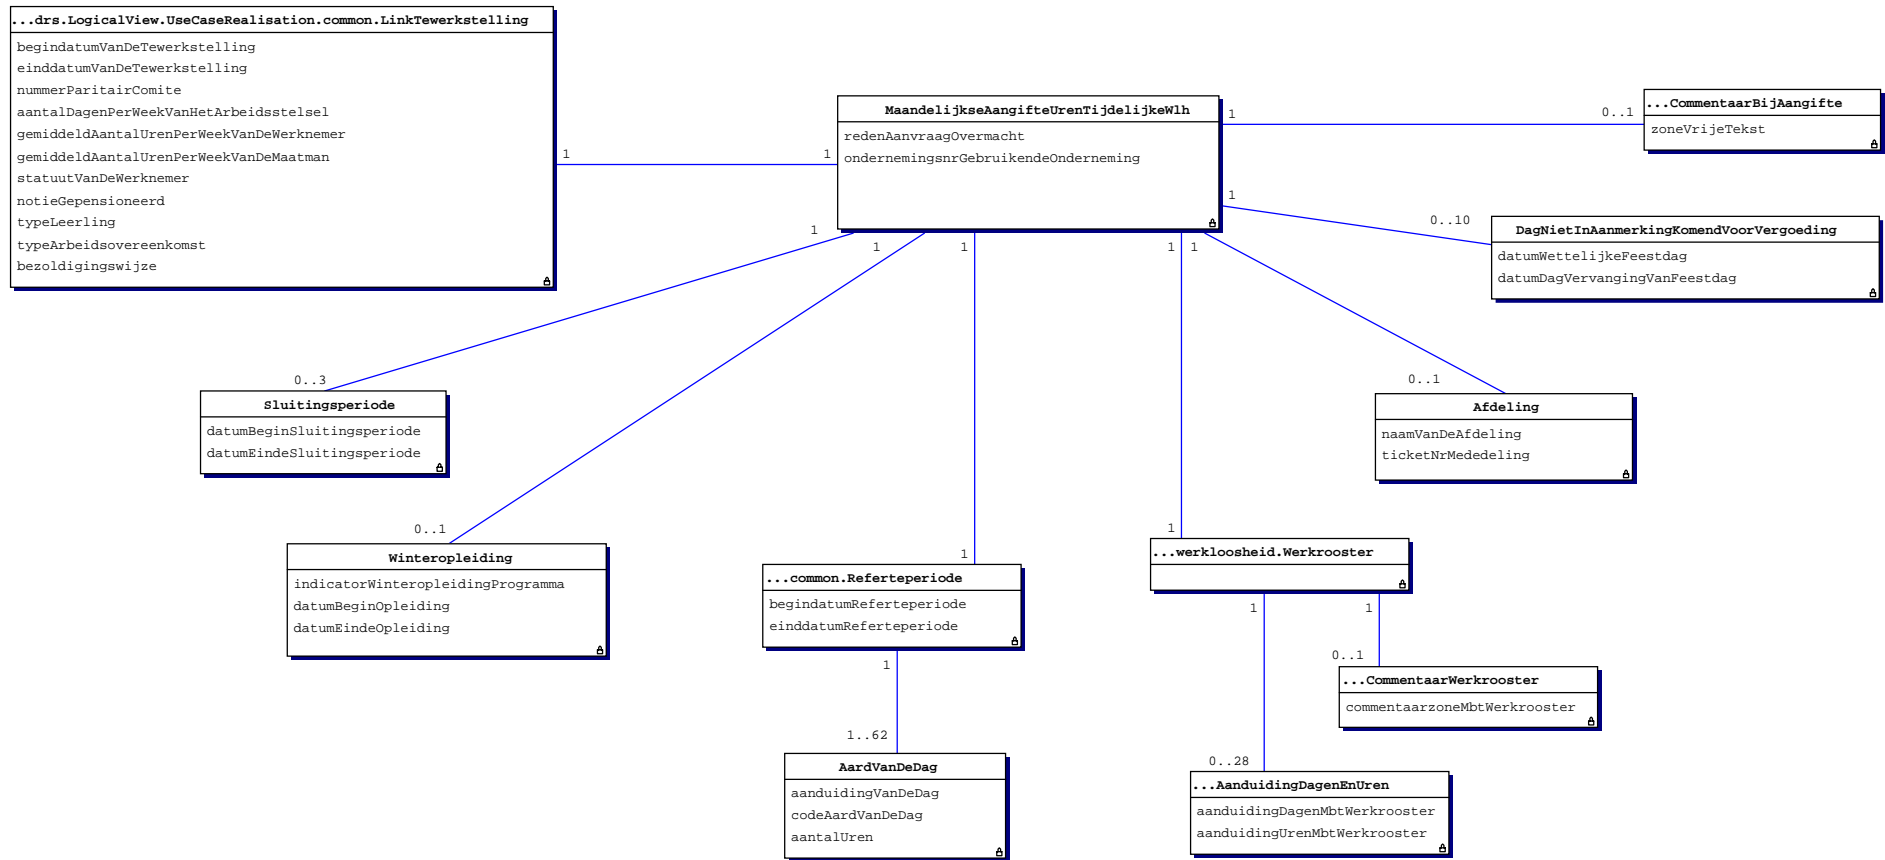 ...drs.LogicalView.UseCaseRealisation.common.LinkTewerkstelling
begindatumVanDeTewerkstelling
einddatumVanDeTewerkstelling
nummerParitairComite
aantalDagenPerWeekVanHetArbeidsstelsel
gemiddeldAantalUrenPerWeekVanDeWerknemer
gemiddeldAantalUrenPerWeekVanDeMaatman
statuutVanDeWerknemer
notieGepensioneerd
typeLeerling
typeArbeidsovereenkomst
bezoldigingswijze
1
1
MaandelijkseAangifteUrenTijdelijkeWlh
redenAanvraagOvermacht
ondernemingsnrGebruikendeOnderneming
1
0..1
...CommentaarBijAangifte
zoneVrijeTekst
1
0..10
DagNietInAanmerkingKomendVoorVergoeding
datumWettelijkeFeestdag
datumDagVervangingVanFeestdag
1
1
1
1
1
0..3
Sluitingsperiode
datumBeginSluitingsperiode
datumEindeSluitingsperiode
0..1
Afdeling
naamVanDeAfdeling
ticketNrMededeling
0..1
Winteropleiding
indicatorWinteropleidingProgramma
datumBeginOpleiding
datumEindeOpleiding
1
...common.Referteperiode
begindatumReferteperiode
einddatumReferteperiode
1
...werkloosheid.Werkrooster
1
1
0..1
...CommentaarWerkrooster
commentaarzoneMbtWerkrooster
1
1..62
AardVanDeDag
aanduidingVanDeDag
codeAardVanDeDag
aantalUren
0..28
...AanduidingDagenEnUren
aanduidingDagenMbtWerkrooster
aanduidingUrenMbtWerkrooster